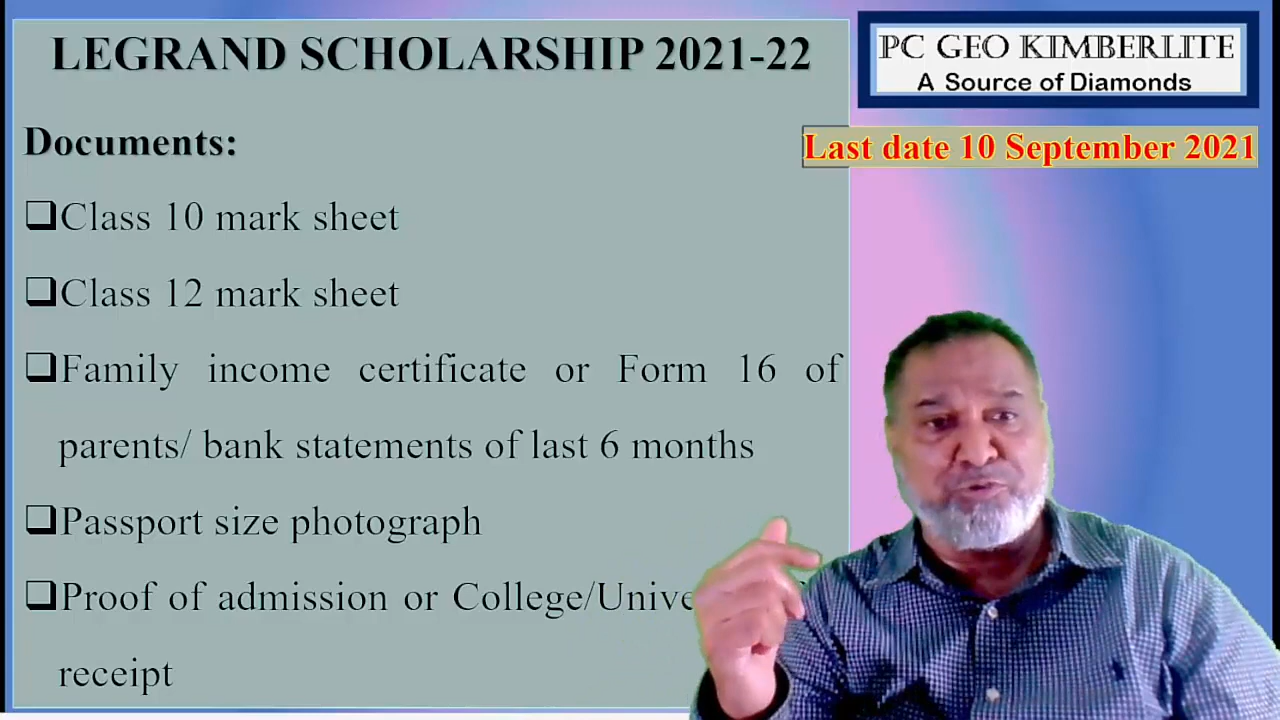 LEGRAND SCHOLARSHIP 2021-22
PC GEO KIMBERLITE
A Source of Diamonds
Last date 10 September 2021
Documents:
❑Class 10 mark sheet
❑Class 12 mark sheet
❑Family income certificate or Form 16 of
parents/ bank statements of last 6 months
❑Passport size photograph
❑Proof of admission or
receipt